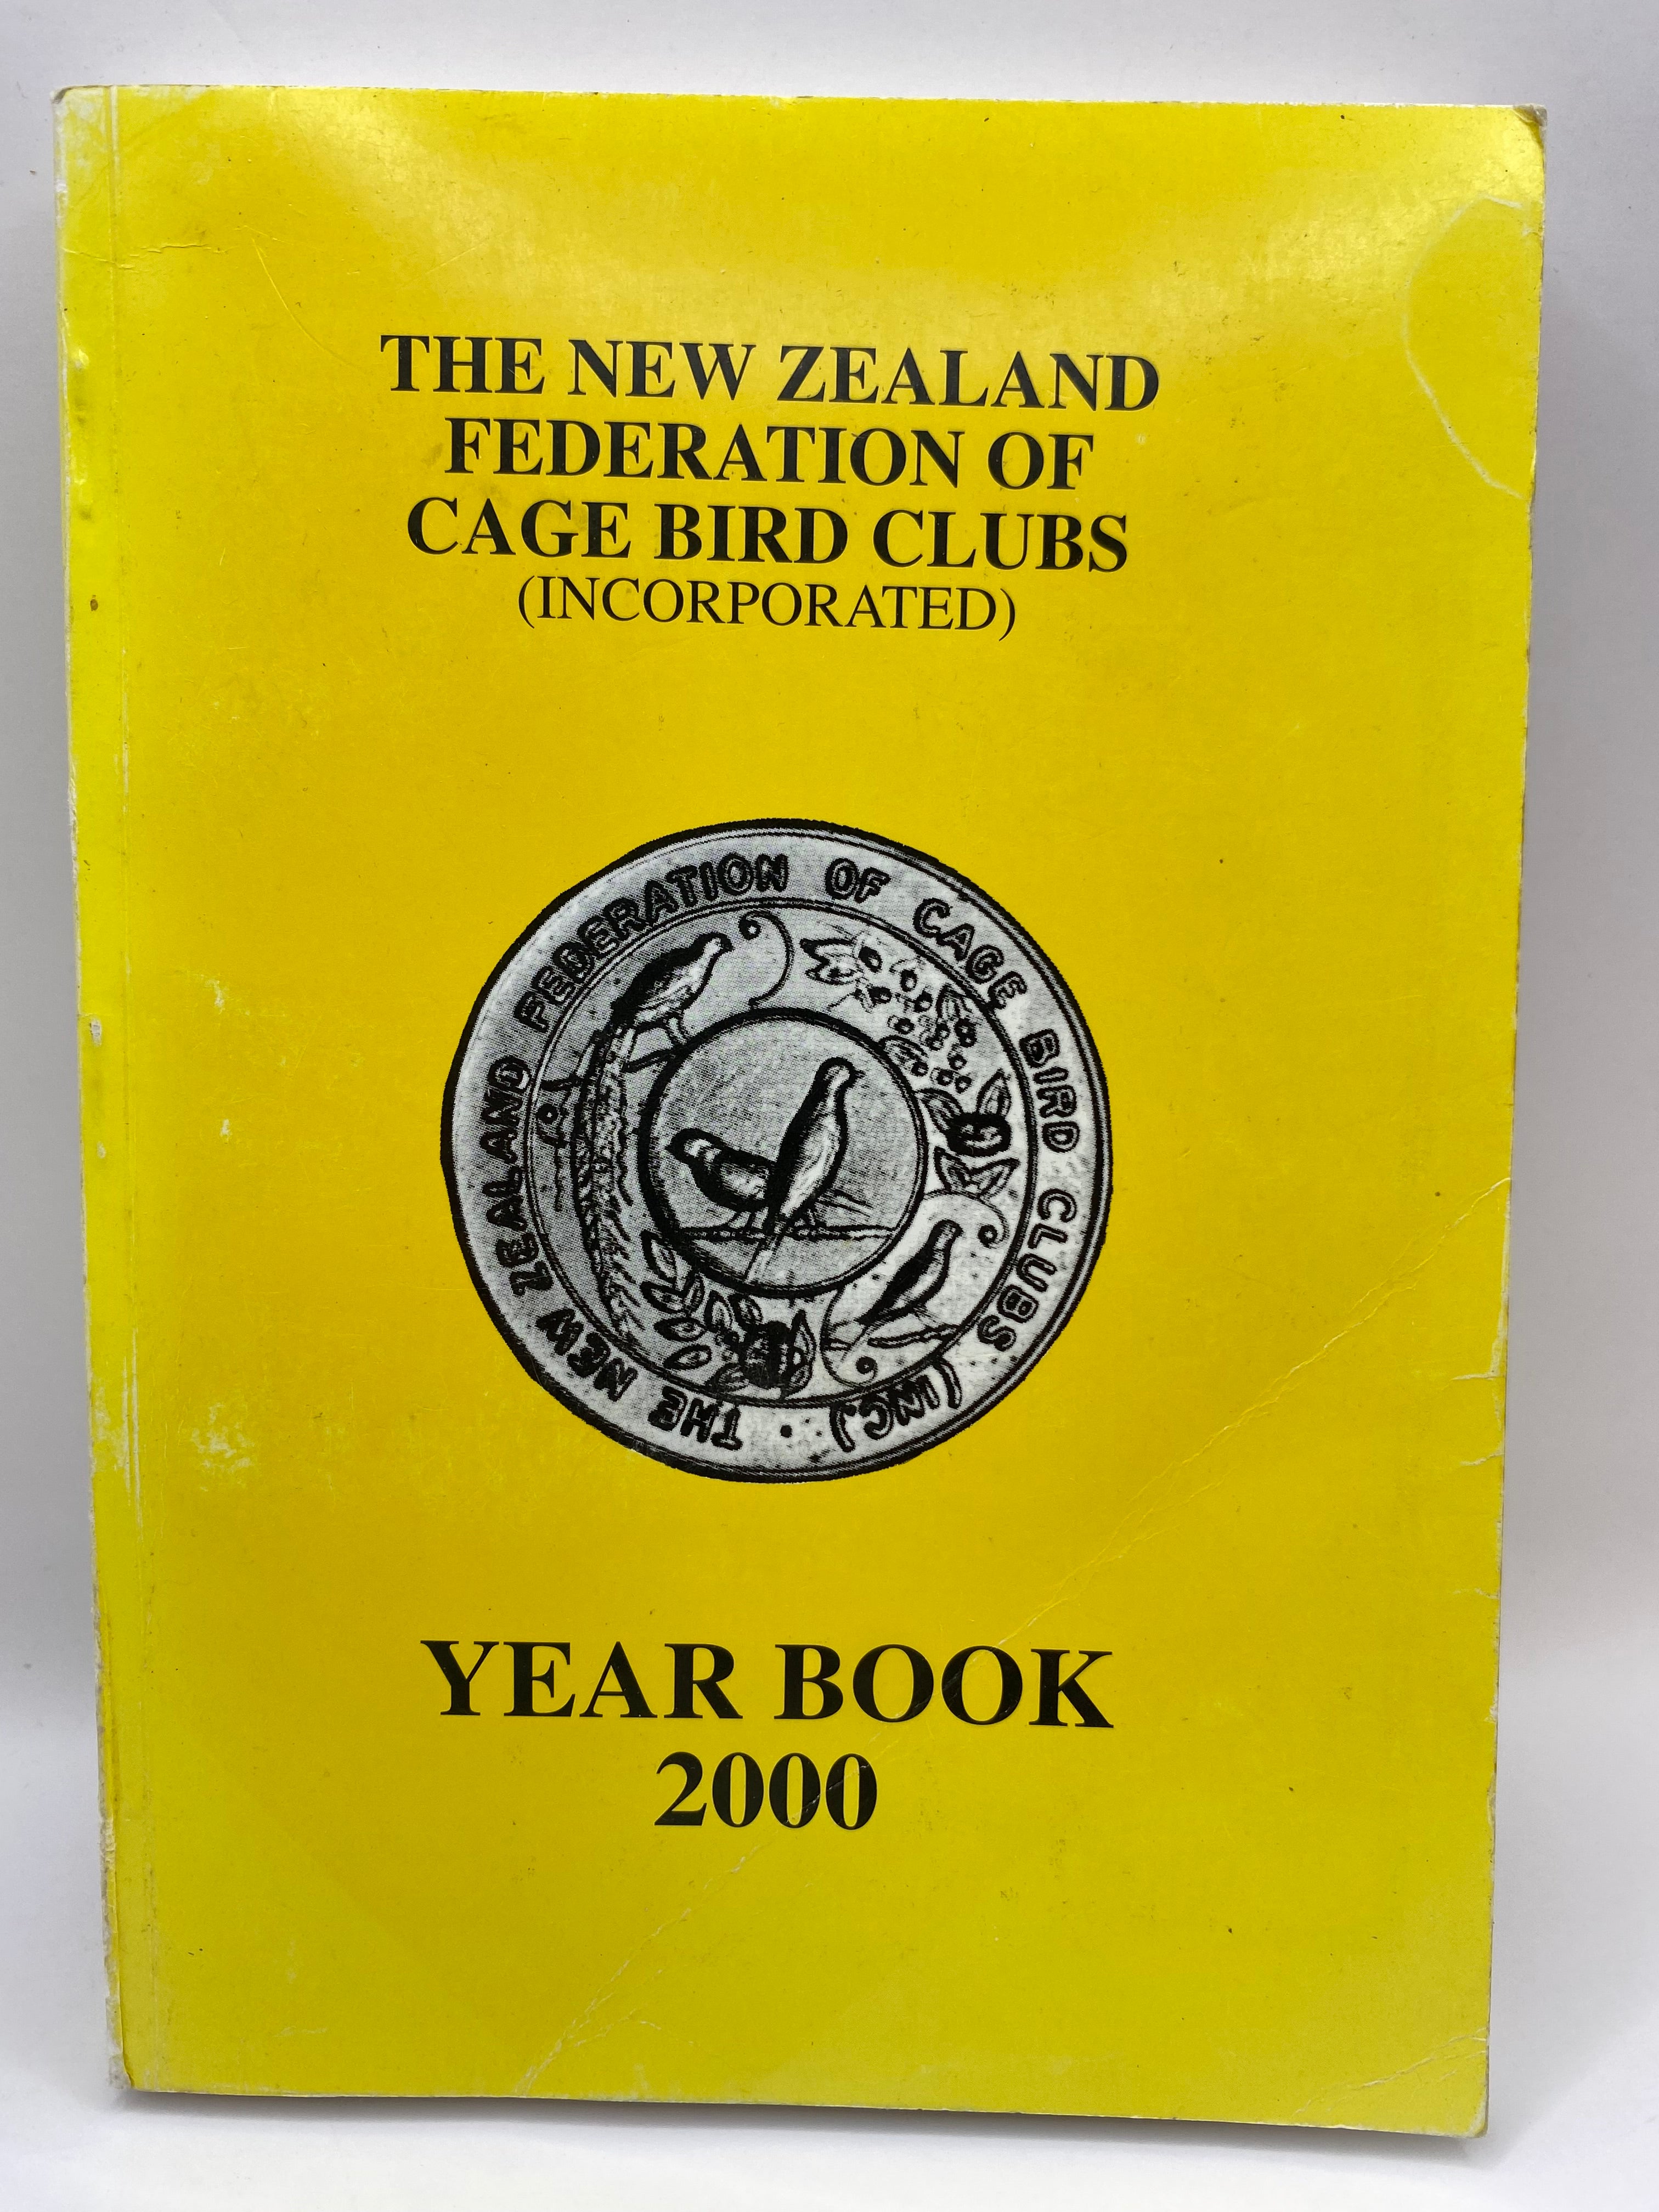 THE NEW ZEALAND
FEDERATION OF
CAGE BIRD CLUBS
(INCORPORATED)
THE NEW ZEALAND FEDERATION OF CAGE BIRD CLUBS (INC)
YEAR BOOK
2000